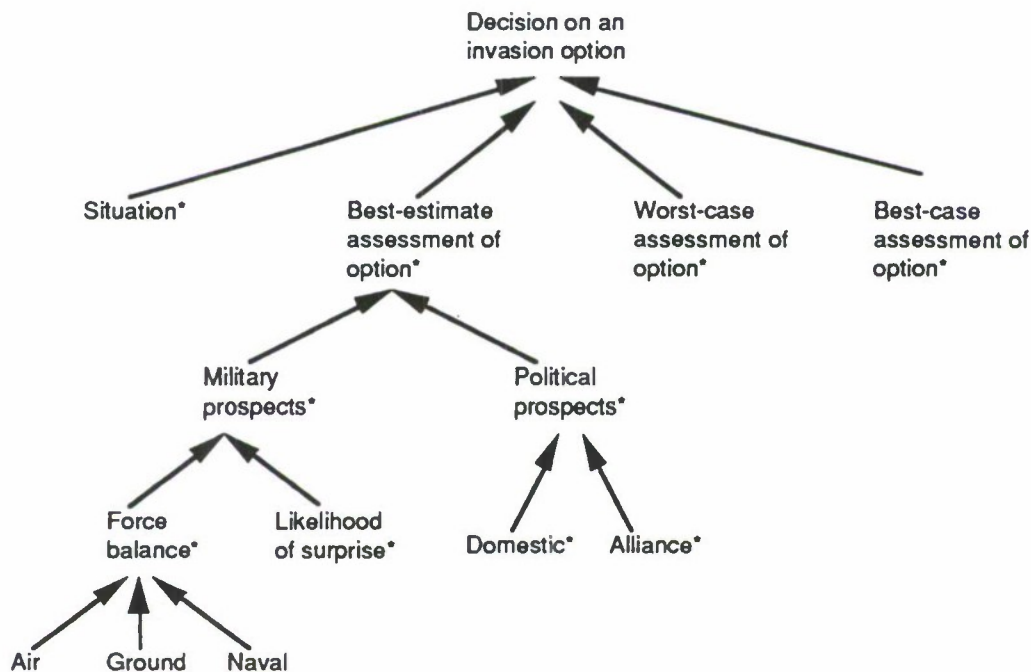 Decision on an
invasion option
Situation*
Best-estimate
assessment of
option*
Worst-case
assessment of
option*
Best-case
assessment of
option*
Military
prospects*
Political
prospects*
Force
balance*
Likelihood
of surprise*
Domestic*
Alliance*
Air
Ground
Naval